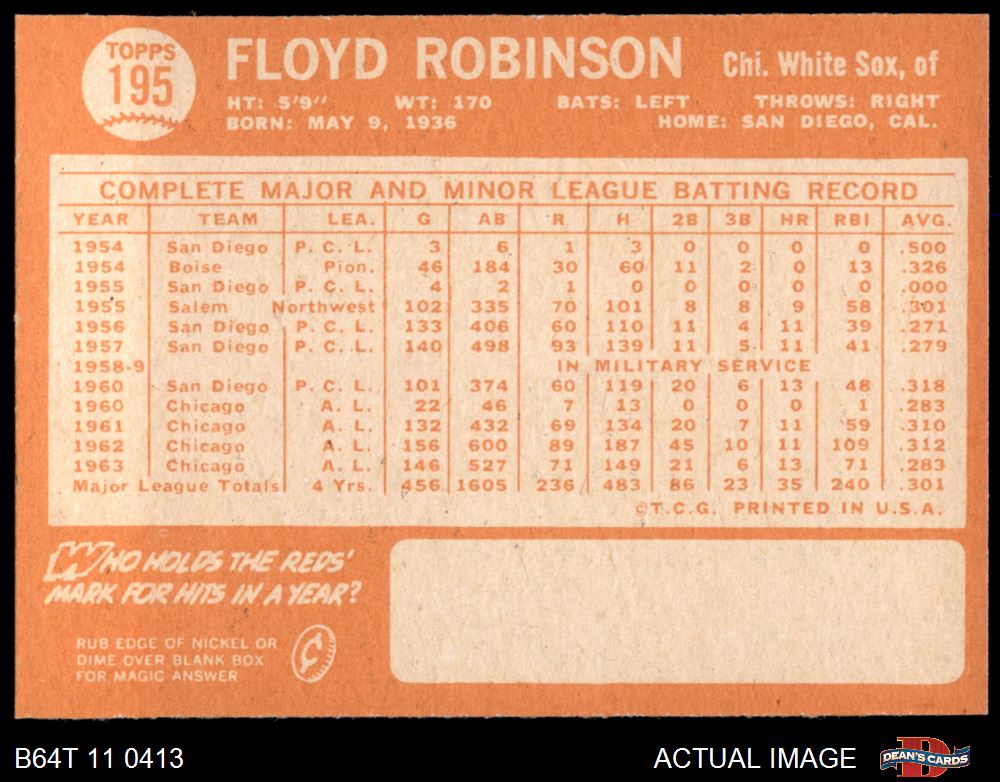 TOPPS
195
FLOYD ROBINSON
Chi. White Sox, of
HT: 5'9" WT: 170 BATS: LEFT THROWS: RIGHT
BORN: MAY 9, 1936 HOME: SAN DIEGO, CAL.
COMPLETE MAJOR AND MINOR LEAGUE BATTING RECORD
YEAR TEAM LEA. G AB R H 2B 3B HR RBI AVG.
1954 San Diego P. C. L. 3 6 1 3 0 0 0 0 .500
1954 Boise Pion. 46 184 30 60 11 2 0 13 .326
1955 San Diego P. C. L. 4 2 1 0 0 0 0 0 .000
1955 Salem Northwest 102 335 70 101 8 8 9 58 .301
1956 San Diego P. C. L. 133 406 60 110 11 4 11 39 .271
1957 San Diego P. C. L. 140 498 93 139 11 5 11 41 .279
1958-9 IN MILITARY SERVICE
1960 San Diego P. C. L. 101 374 60 119 20 6 13 48 .318
1960 Chicago A. L. 22 46 7 13 0 0 0 1 .283
1961 Chicago A. L. 132 432 69 134 20 7 11 59 .310
1962 Chicago A. L. 156 600 89 187 45 10 11 109 .312
1963 Chicago A. L. 146 527 71 149 21 6 13 71 .283
Major League Totals 4 Yrs. 456 1605 236 483 86 23 35 240 .301
©T.C.G. PRINTED IN U.S.A.
WHO HOLDS THE REDS'
MARK FOR HITS IN A YEAR?
RUB EDGE OF NICKEL OR
DIME OVER BLANK BOX
FOR MAGIC ANSWER
B64T 11 0413
ACTUAL IMAGE
DEAN'S CARDS